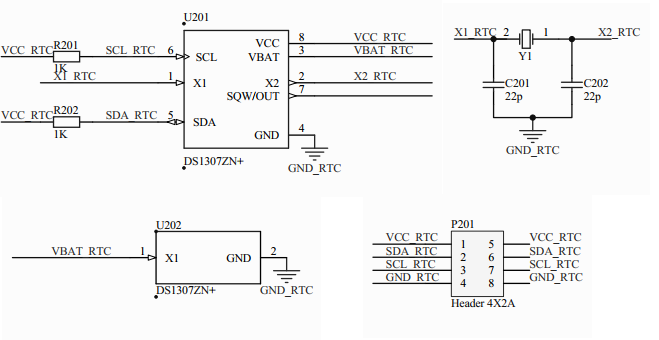 U201
VCC_RTC R201 SCL_RTC 6 SCL VCC 8 VCC_RTC
1K VBAT 3 VBAT_RTC
X1_RTC 1 X1 X2 2 X2_RTC
SQW/OUT 7
VCC_RTC R202 SDA_RTC 5 SDA
1K GND 4
GND_RTC
DS1307ZN+
X1_RTC 2 1 X2_RTC
Y1
C201 C202
22p 22p
GND_RTC
U202
VBAT_RTC 1 X1 GND 2
GND_RTC
DS1307ZN+
P201
VCC_RTC 1 5 VCC_RTC
SDA_RTC 2 6 SDA_RTC
SCL_RTC 3 7 SCL_RTC
GND_RTC 4 8 GND_RTC
Header 4X2A